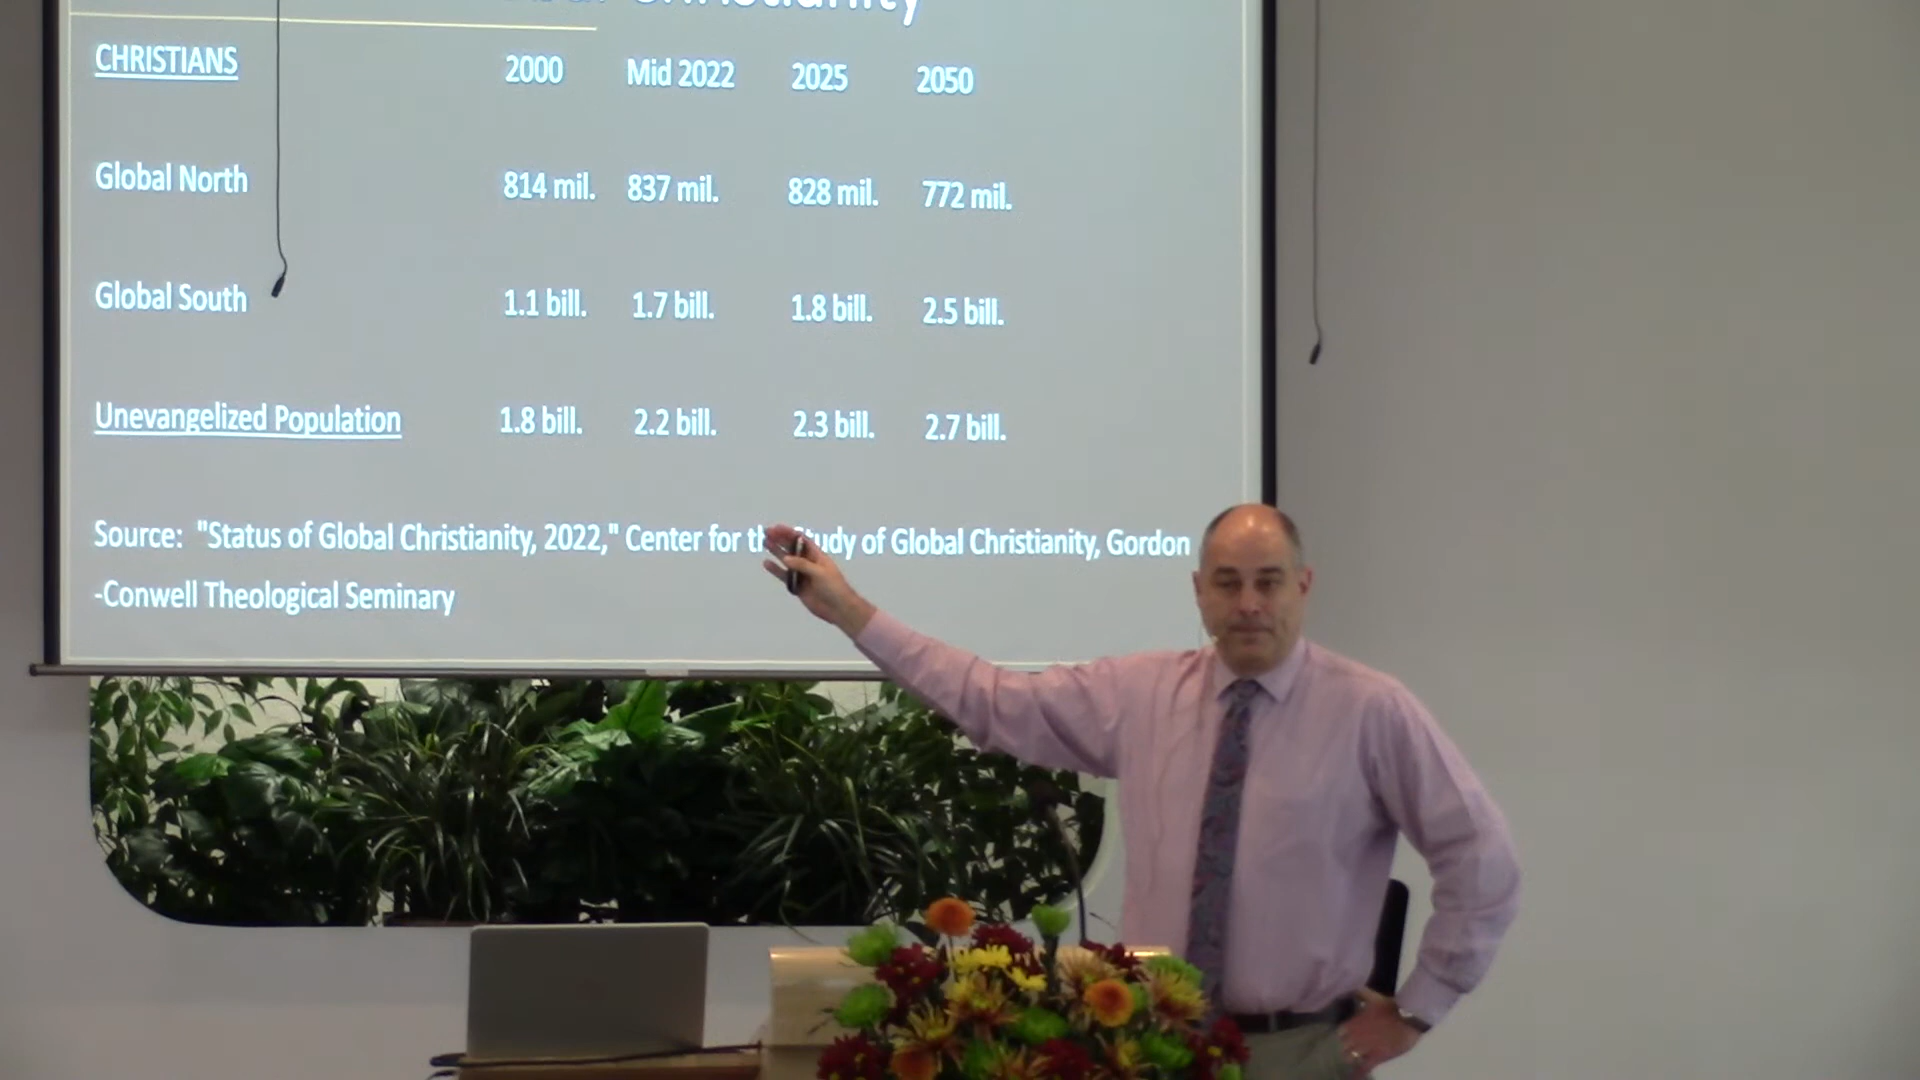 Christianity
CHRISTIANS 2000 Mid 2022 2025 2050
Global North 814 mil. 837 mil. 828 mil. 772 mil.
Global South 1.1 bill. 1.7 bill. 1.8 bill. 2.5 bill.
Unevangelized Population 1.8 bill. 2.2 bill. 2.3 bill. 2.7 bill.
Source: "Status of Global Christianity, 2022," Center for the Study of Global Christianity, Gordon
-Conwell Theological Seminary